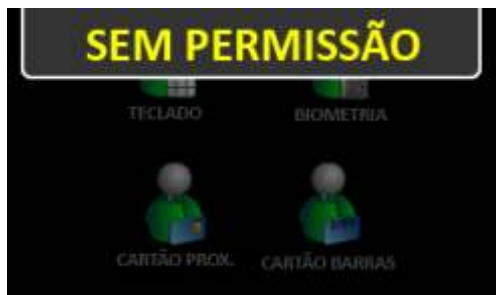 SEM PERMISSÃO
TECLADO BIOMETRIA
CARTÃO PROX. CARTÃO BARRAS